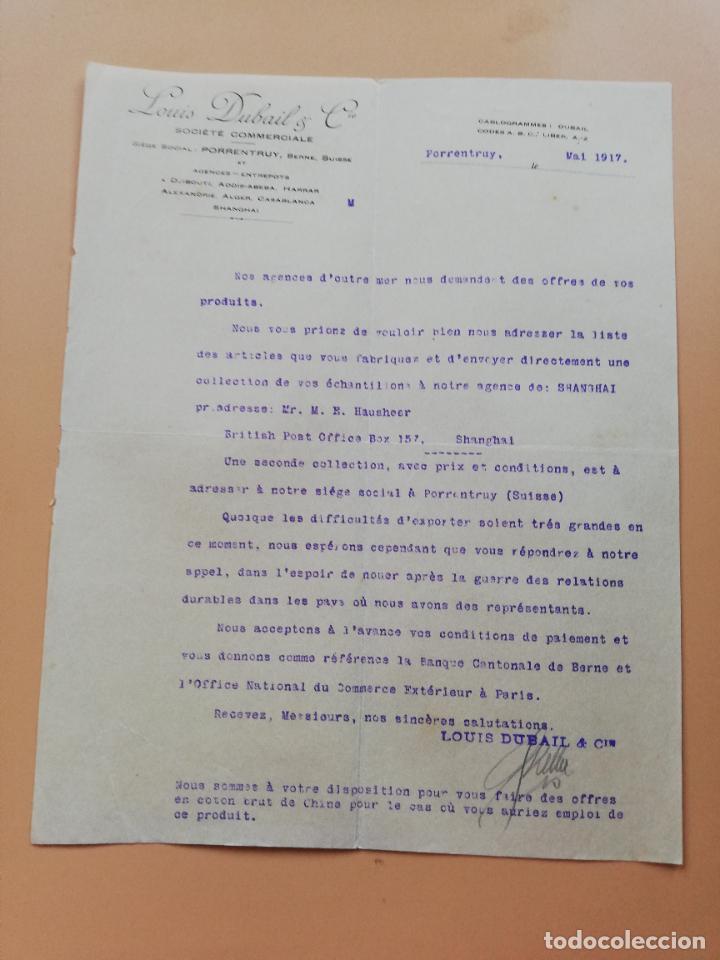 Louis Dubail & Cie
SOCIÉTÉ COMMERCIALE
SIÈGE SOCIAL: PORRENTRUY, BERNE, SUISSE
ET
AGENCES-ENTREPOTS
A DJIBOUTI, ADDIS-ABEBA, HARRAR
ALEXANDRIE, ALGER, CASABLANCA
SHANGHAI
CABLOGRAMMES: DUBAIL
CODES A.B.C., LIBER, A-Z
Porrentruy, le Mai 1917.
M
Nos agences d'outre mer nous demandent des offres de vos
produits.
Nous vous prions de vouloir bien nous adresser la liste
des articles que vous fabriquez et d'envoyer directement une
collection de vos échantillons à notre agence de: SHANGHAI
pr.adresse: Mr. M. E. Hausheer
British Post Office Box 157, Shanghai
Une seconde collection, avec prix et conditions, est à
adresser à notre siége social à Porrentruy (Suisse)
Quoique les difficultés d'exporter soient trés grandes en
ce moment, nous espérons cependant que vous répondrez à notre
appel, dans l'espoir de nouer après la guerre des relations
durables dans les pays où nous avons des représentants.
Nous acceptons à l'avance vos conditions de paiement et
vous donnons comme référence la Banque Cantonale de Berne et
l'Office National du Commerce Extérieur à Paris.
Recevez, Messieurs, nos sincères salutations.
LOUIS DUBAIL & CIE
Nous sommes à votre disposition pour vous faire des offres
en coton brut de Chine pour le cas où vous auriez emploi de
ce produit.
todocoleccion